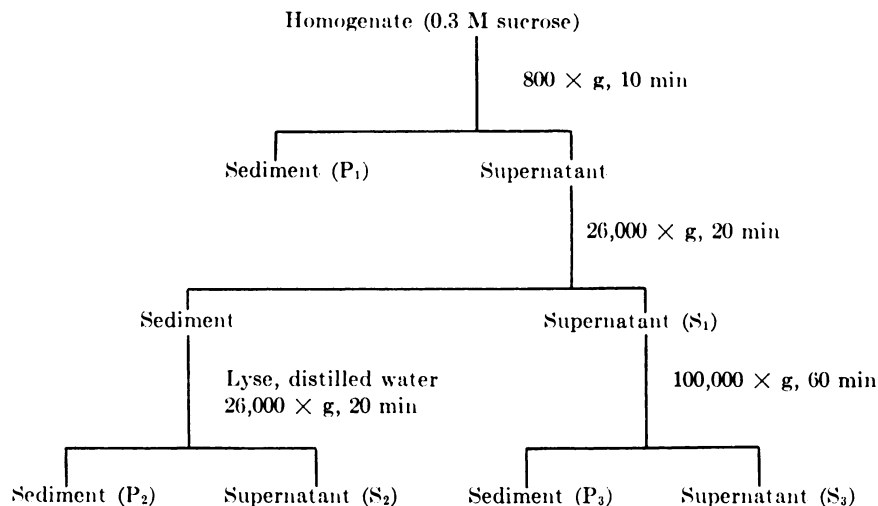 Homogenate (0.3 M sucrose)
800 × g, 10 min
Sediment (P₁) Supernatant
26,000 × g, 20 min
Sediment Supernatant (S₁)
Lyse, distilled water
26,000 × g, 20 min
100,000 × g, 60 min
Sediment (P₂) Supernatant (S₂) Sediment (P₃) Supernatant (S₃)